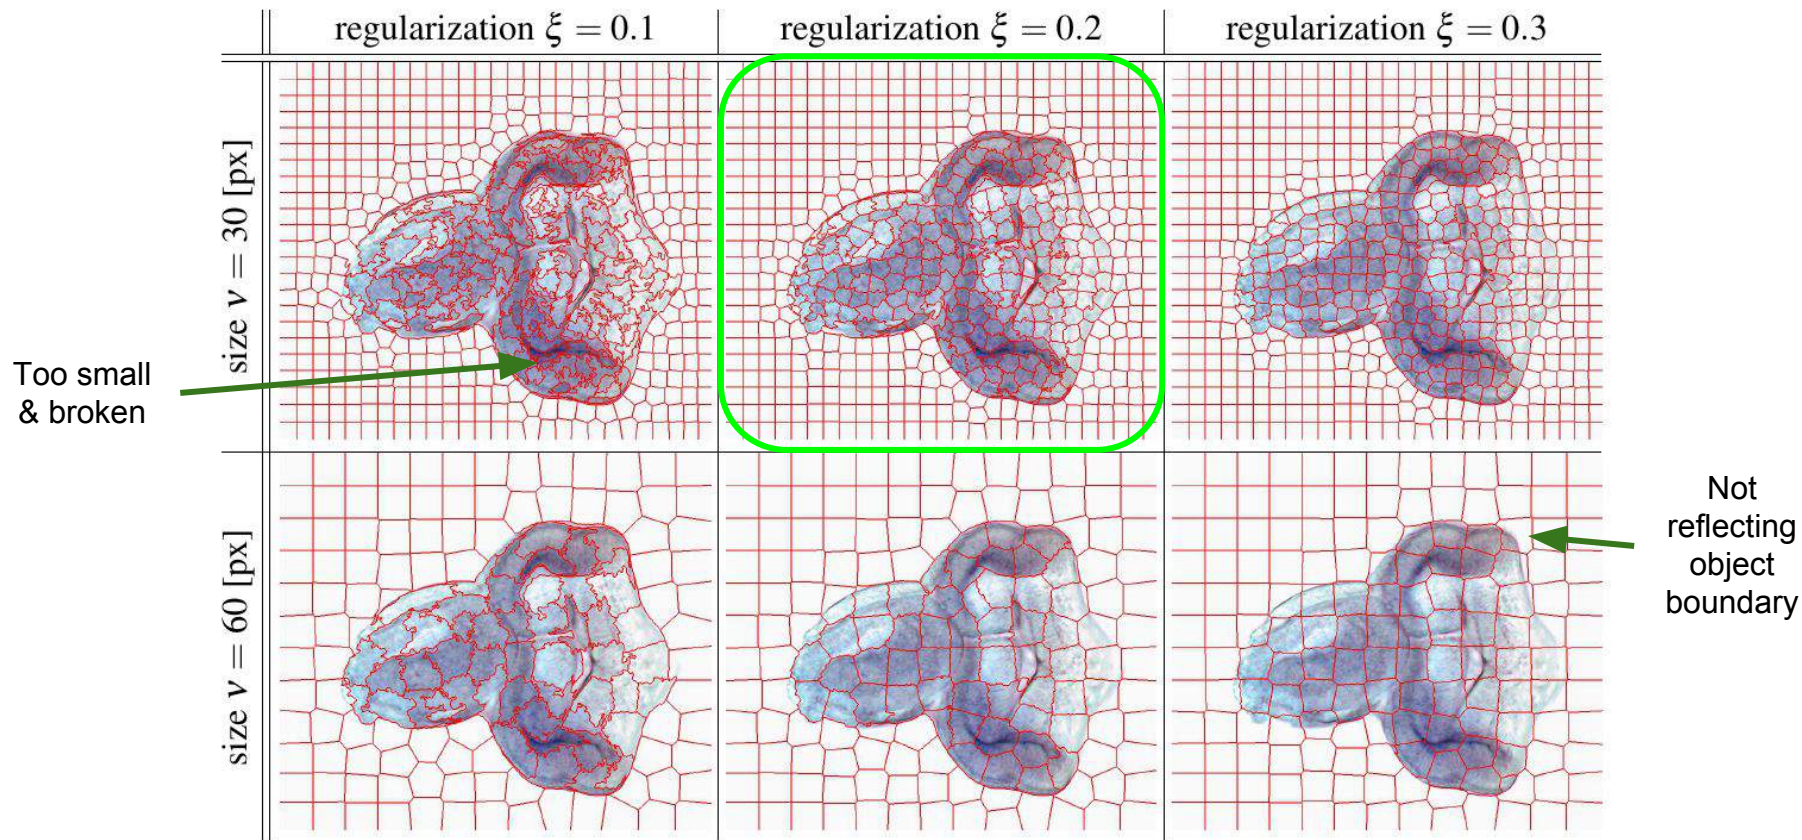 regularization ξ = 0.1
regularization ξ = 0.2
regularization ξ = 0.3
size ν = 30 [px]
Too small
& broken
size ν = 60 [px]
Not
reflecting
object
boundary